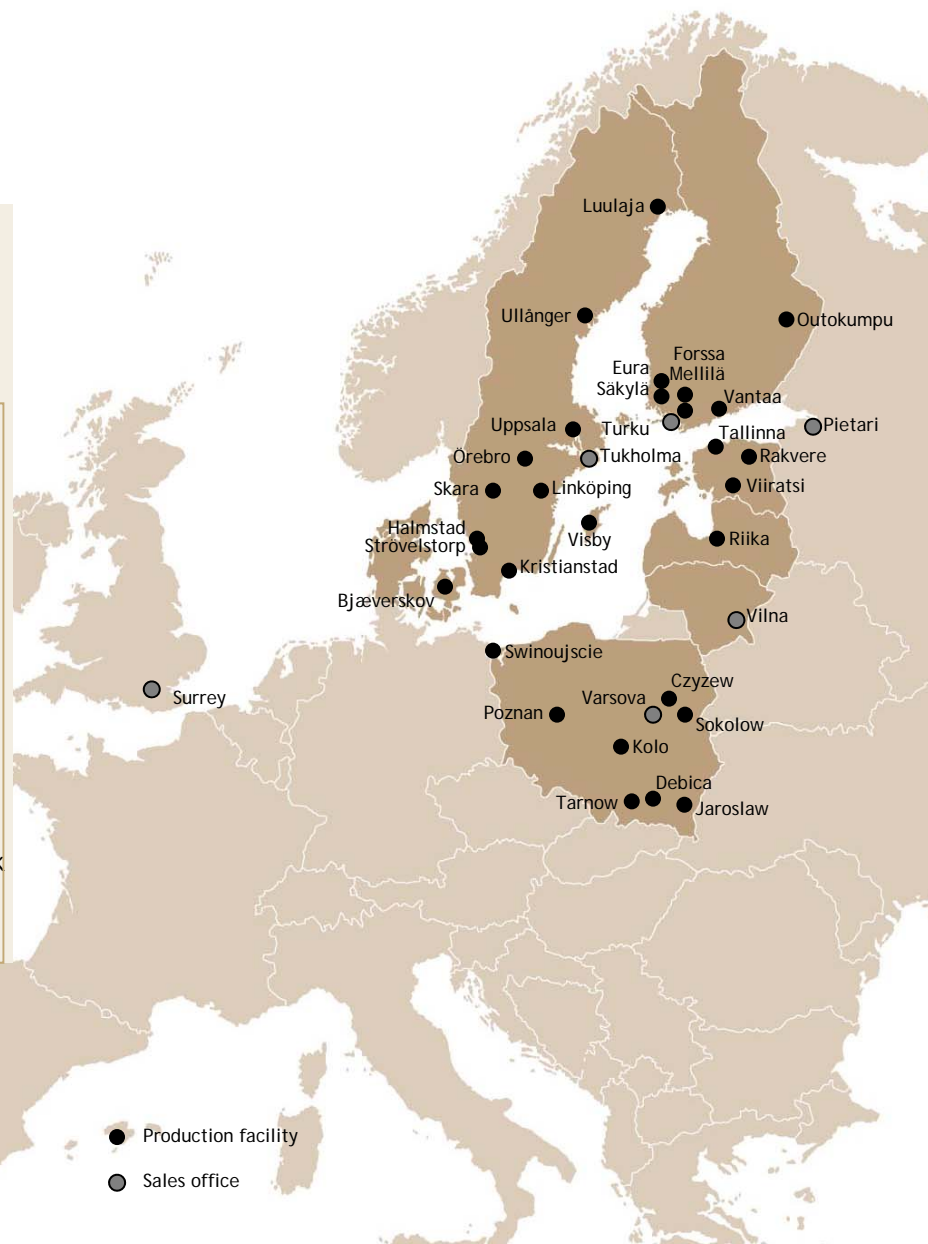 Luulaja
Ullånger
Outokumpu
Forssa
Eura
Mellilä
Säkylä
Vantaa
Uppsala
Turku
Pietari
Tallinna
Örebro
Tukholma
Rakvere
Skara
Linköping
Viiratsi
Halmstad
Visby
Riika
Strövelstorp
Kristianstad
Bjæverskov
Vilna
Swinoujscie
Czyzew
Surrey
Varsova
Poznan
Sokolow
Kolo
Debica
Tarnow
Jaroslaw
K
Production facility
Sales office